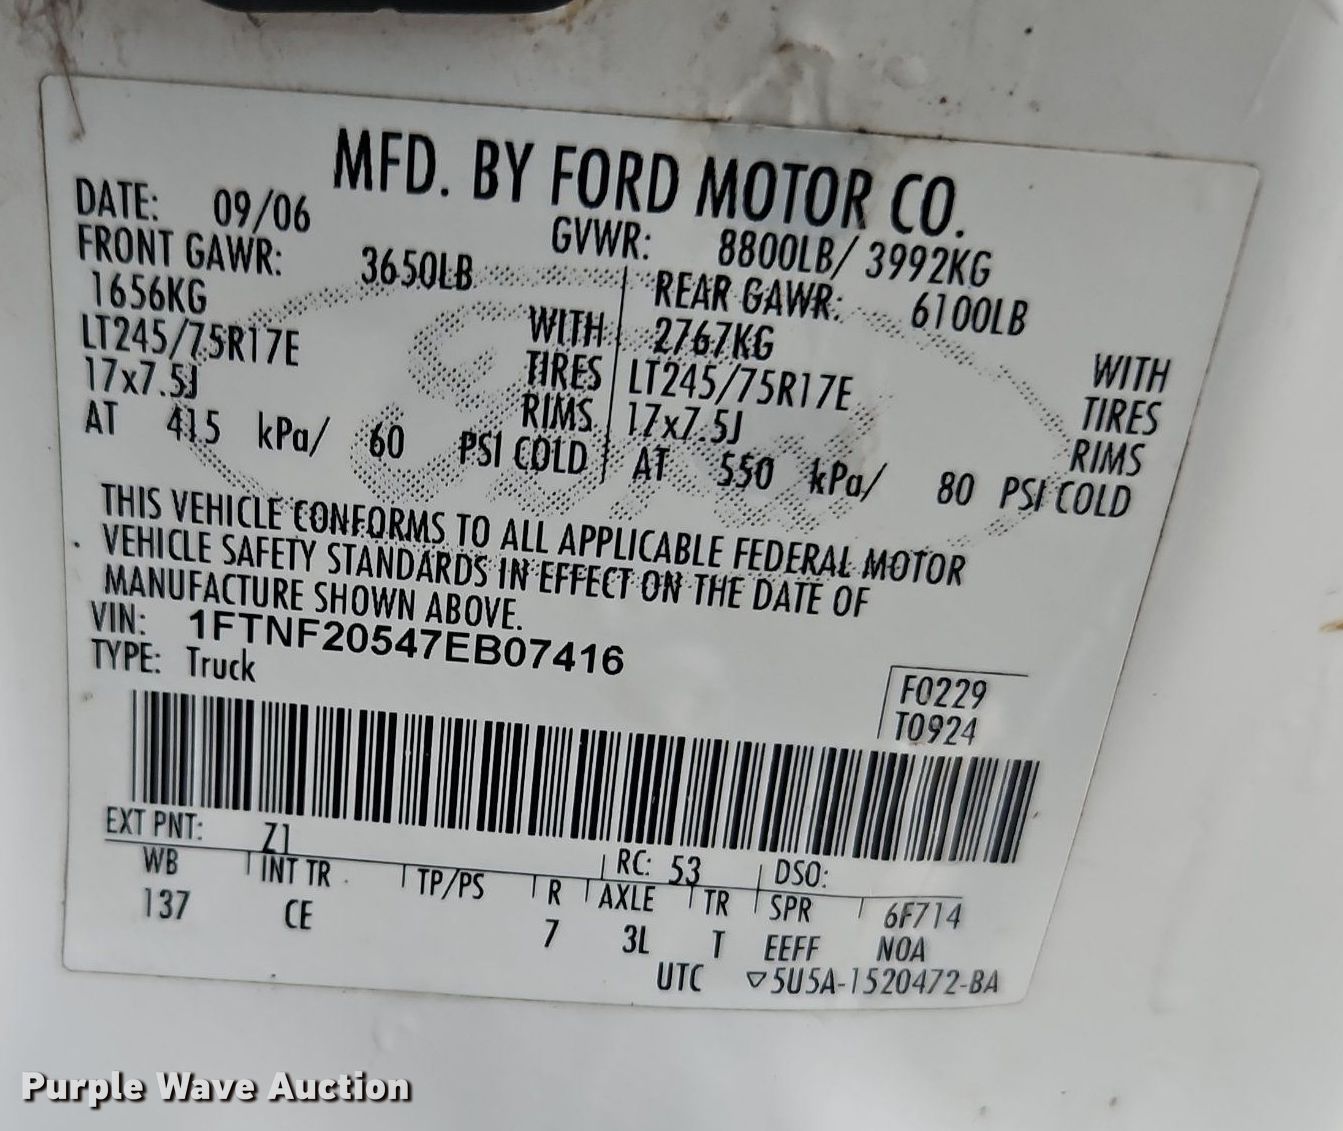 MFD. BY FORD MOTOR CO.
DATE: 09/06 GVWR: 8800LB/ 3992KG
FRONT GAWR: 3650LB REAR GAWR: 6100LB
1656KG WITH 2767KG WITH
LT245/75R17E TIRES LT245/75R17E TIRES
17x7.5J RIMS 17x7.5J RIMS
AT 415 kPa/ 60 PSI COLD AT 550 kPa/ 80 PSI COLD
THIS VEHICLE CONFORMS TO ALL APPLICABLE FEDERAL MOTOR
VEHICLE SAFETY STANDARDS IN EFFECT ON THE DATE OF
MANUFACTURE SHOWN ABOVE.
VIN: 1FTNF20547EB07416
TYPE: Truck
F0229
T0924
EXT PNT: Z1 RC: 53 DSO:
WB INT TR TP/PS R AXLE TR SPR 6F714
137 CE 7 3L T EEFF NOA
UTC ▽5U5A-1520472-BA
Purple Wave Auction